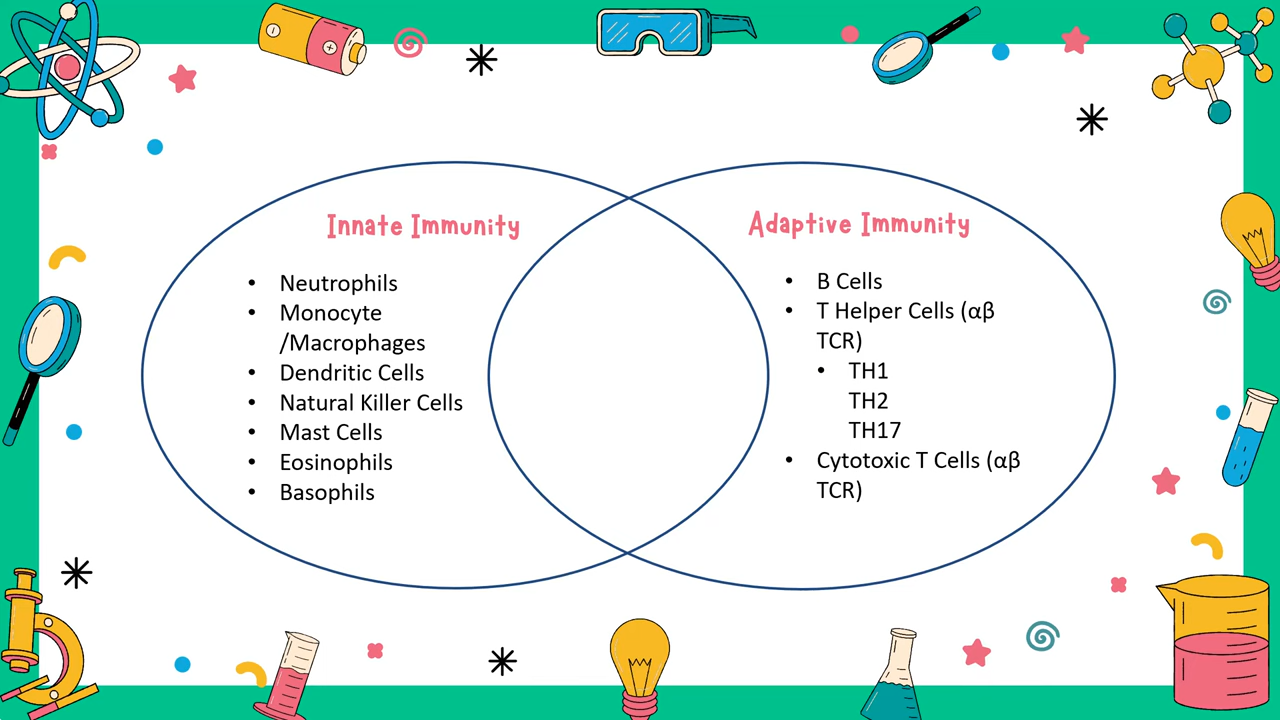 Innate Immunity
• Neutrophils
• Monocyte
/Macrophages
• Dendritic Cells
• Natural Killer Cells
• Mast Cells
• Eosinophils
• Basophils
Adaptive Immunity
• B Cells
• T Helper Cells (αβ
TCR)
• TH1
TH2
TH17
• Cytotoxic T Cells (αβ
TCR)